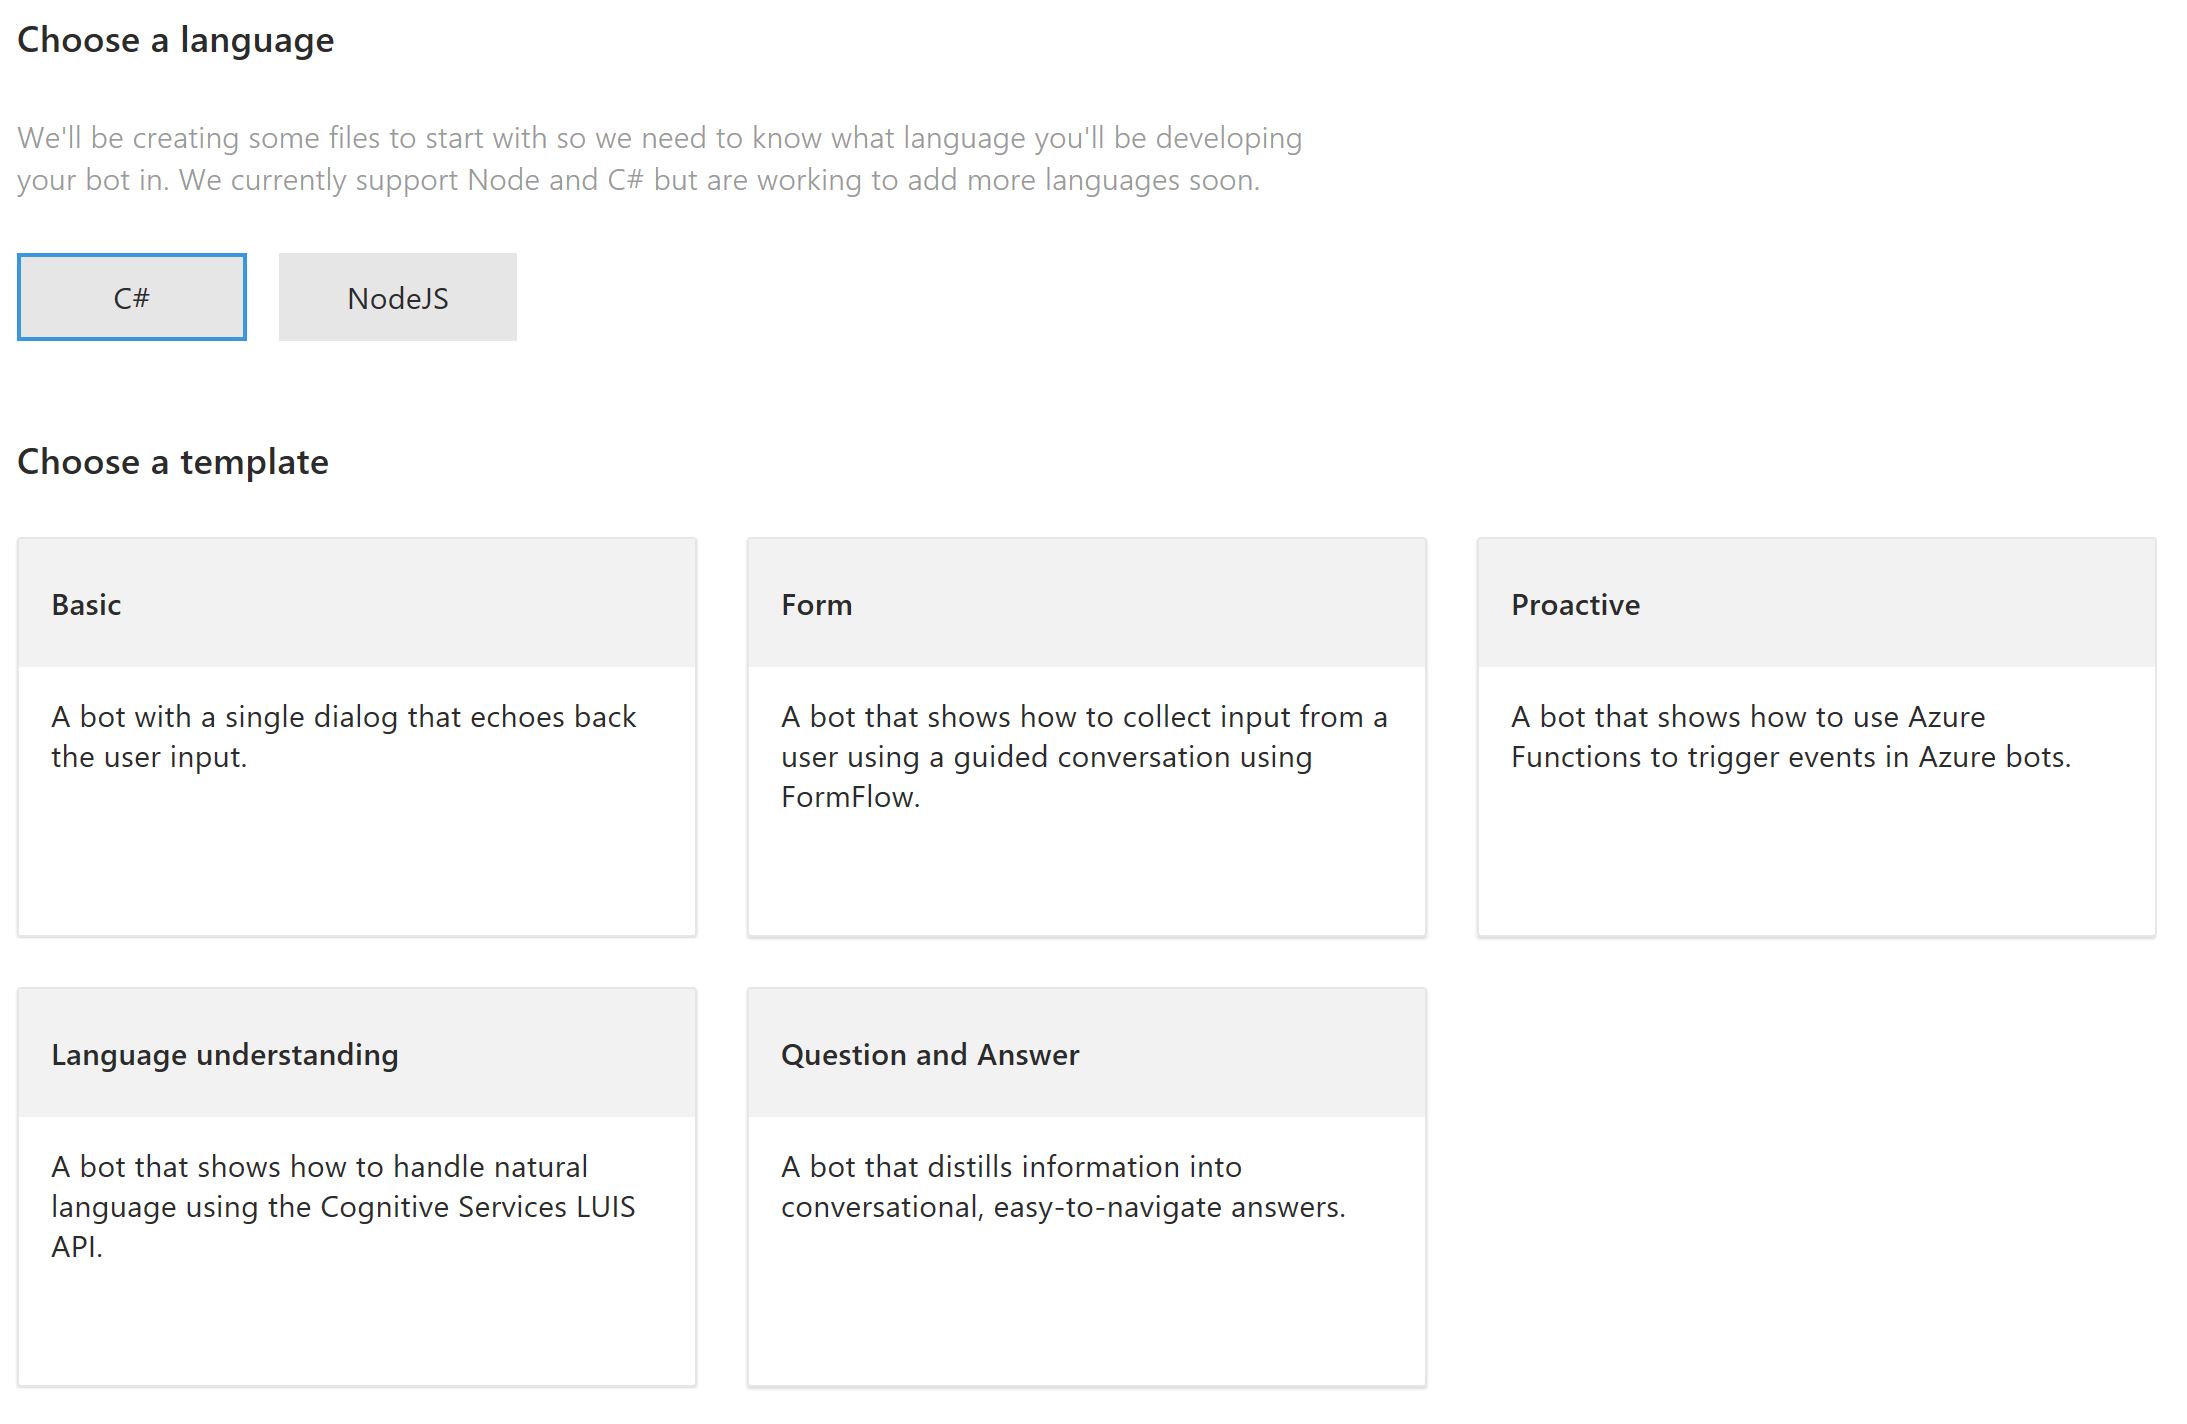 Choose a language
We'll be creating some files to start with so we need to know what language you'll be developing
your bot in. We currently support Node and C# but are working to add more languages soon.
C#
NodeJS
Choose a template
Basic
A bot with a single dialog that echoes back
the user input.
Form
A bot that shows how to collect input from a
user using a guided conversation using
FormFlow.
Proactive
A bot that shows how to use Azure
Functions to trigger events in Azure bots.
Language understanding
A bot that shows how to handle natural
language using the Cognitive Services LUIS
API.
Question and Answer
A bot that distills information into
conversational, easy-to-navigate answers.